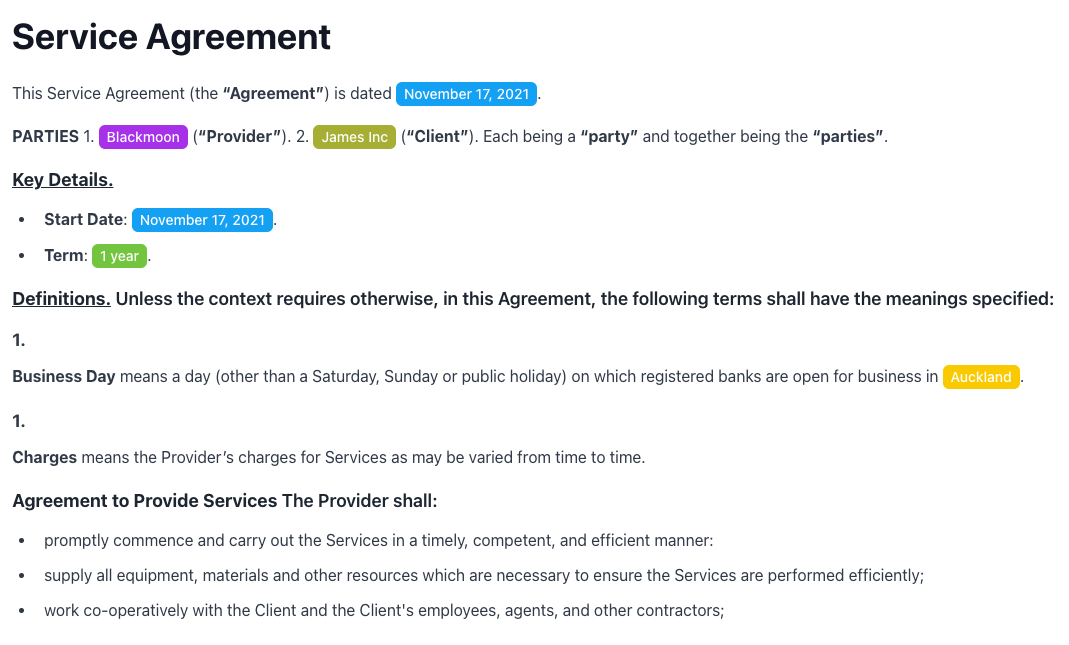 Service Agreement
This Service Agreement (the “Agreement”) is dated November 17, 2021.
PARTIES 1. Blackmoon (“Provider”). 2. James Inc (“Client”). Each being a “party” and together being the “parties”.
Key Details.
• Start Date: November 17, 2021.
• Term: 1 year.
Definitions. Unless the context requires otherwise, in this Agreement, the following terms shall have the meanings specified:
1.
Business Day means a day (other than a Saturday, Sunday or public holiday) on which registered banks are open for business in Auckland.
1.
Charges means the Provider’s charges for Services as may be varied from time to time.
Agreement to Provide Services The Provider shall:
• promptly commence and carry out the Services in a timely, competent, and efficient manner:
• supply all equipment, materials and other resources which are necessary to ensure the Services are performed efficiently;
• work co-operatively with the Client and the Client's employees, agents, and other contractors;